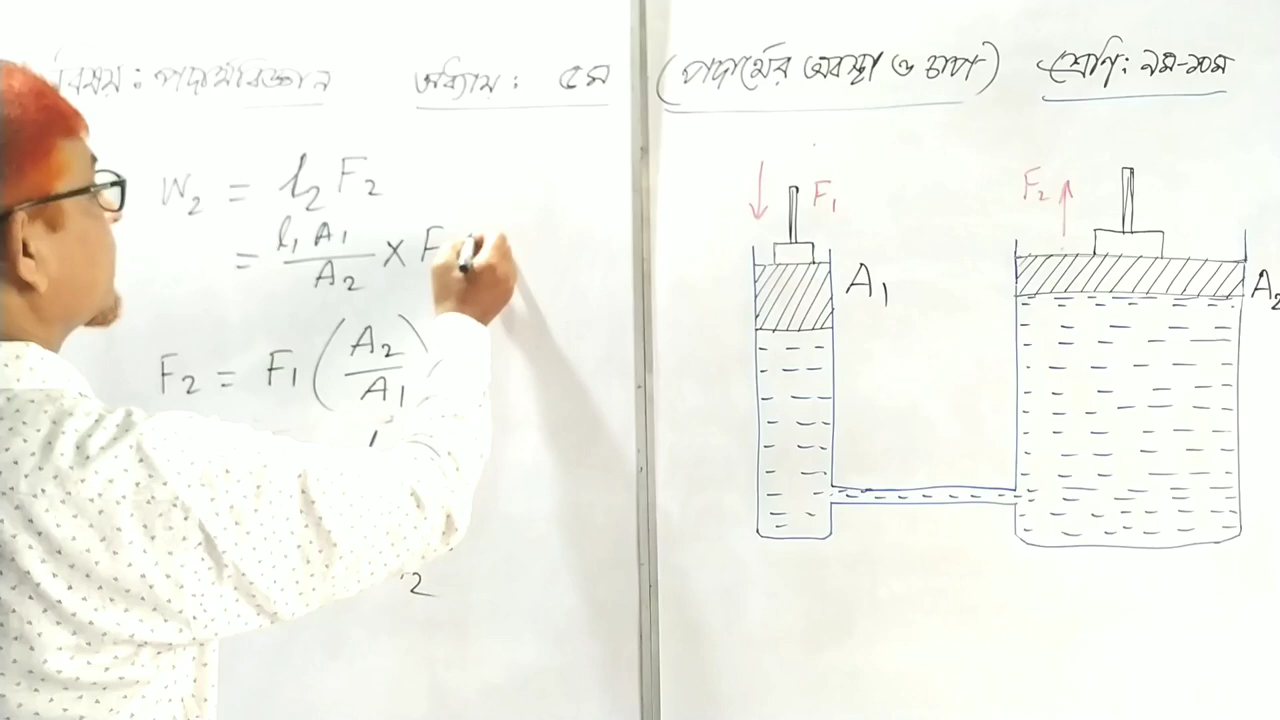 বিষয়: পদার্থবিজ্ঞান অধ্যায়: ৫ম (পদার্থের অবস্থা ও চাপ) শ্রেণি: ৯ম-১০ম
W₂ = l₂ F₂
= l₁ A₁ / A₂ × F
F₂ = F₁ (A₂ / A₁)
2
F₁
A₁
F₂
A₂